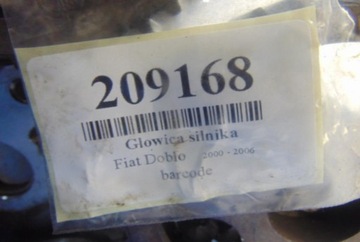 209168
Glowica silnika
Fiat Doblo 2000 - 2006
barcode